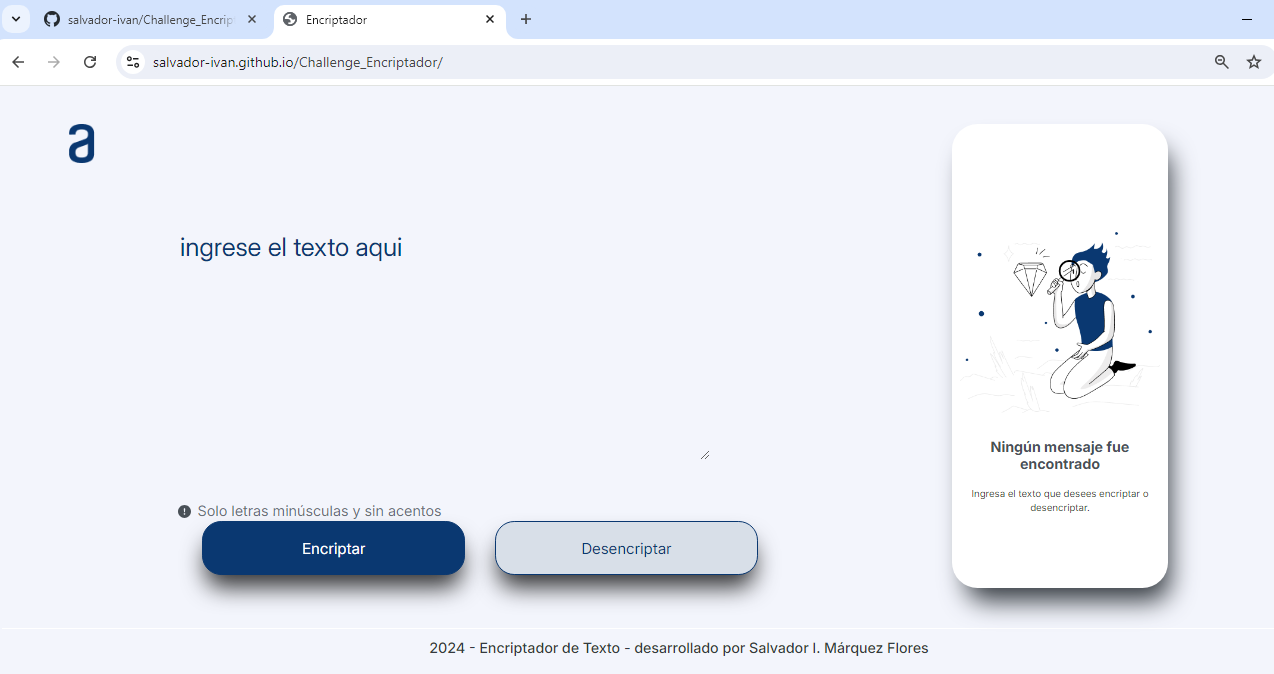 salvador-ivan/Challenge_Encrip
Encriptador
salvador-ivan.github.io/Challenge_Encriptador/
a
ingrese el texto aqui
Ningún mensaje fue
encontrado
Ingresa el texto que desees encriptar o
desencriptar.
Solo letras minúsculas y sin acentos
Encriptar
Desencriptar
2024 - Encriptador de Texto - desarrollado por Salvador I. Márquez Flores